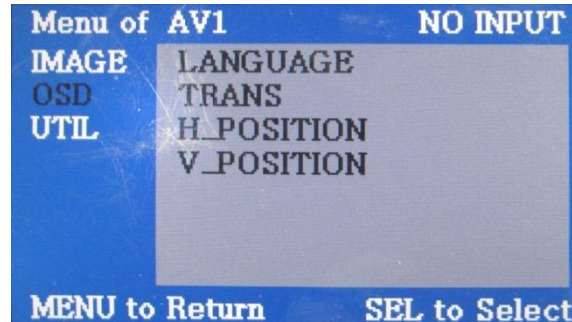 Menu of AV1 NO INPUT
IMAGE LANGUAGE
OSD TRANS
UTIL H_POSITION
V_POSITION
MENU to Return SEL to Select